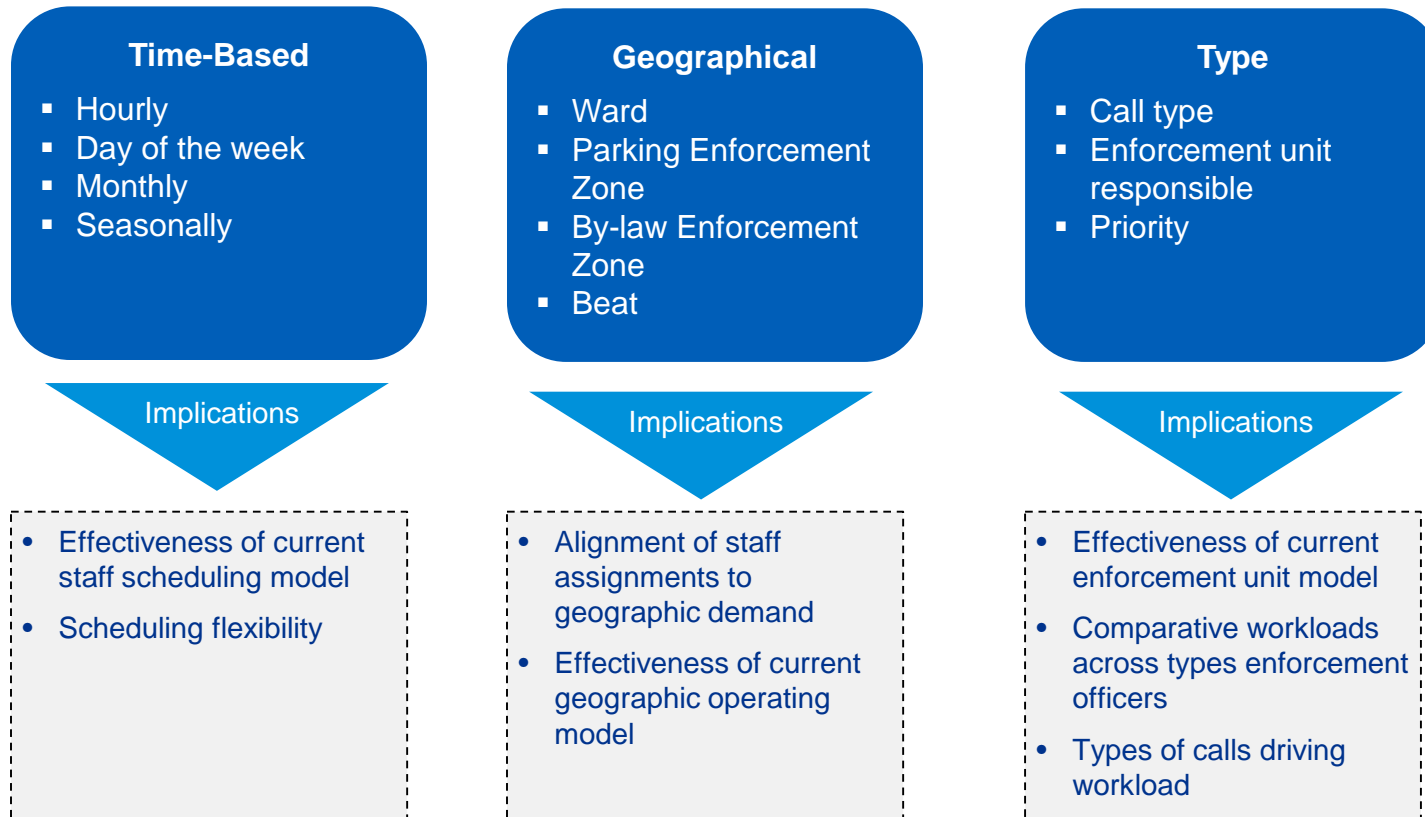 Time-Based
▪ Hourly
▪ Day of the week
▪ Monthly
▪ Seasonally
Implications
• Effectiveness of current
staff scheduling model
• Scheduling flexibility
Geographical
▪ Ward
▪ Parking Enforcement
Zone
▪ By-law Enforcement
Zone
▪ Beat
Implications
• Alignment of staff
assignments to
geographic demand
• Effectiveness of current
geographic operating
model
Type
▪ Call type
▪ Enforcement unit
responsible
▪ Priority
Implications
• Effectiveness of current
enforcement unit model
• Comparative workloads
across types enforcement
officers
• Types of calls driving
workload